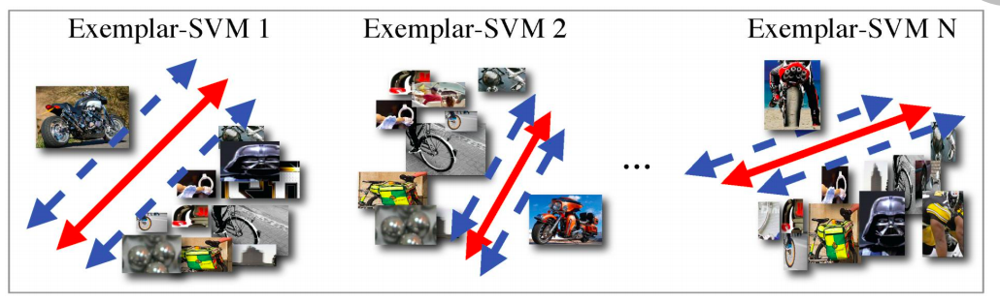 Exemplar-SVM 1
Exemplar-SVM 2
...
Exemplar-SVM N